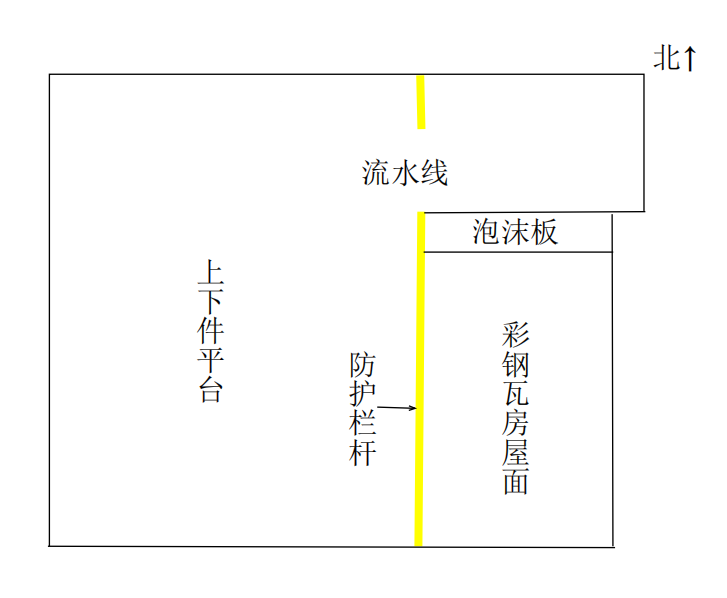 北↑
流水线
泡沫板
上下件平台
防护栏杆
彩钢瓦房屋面